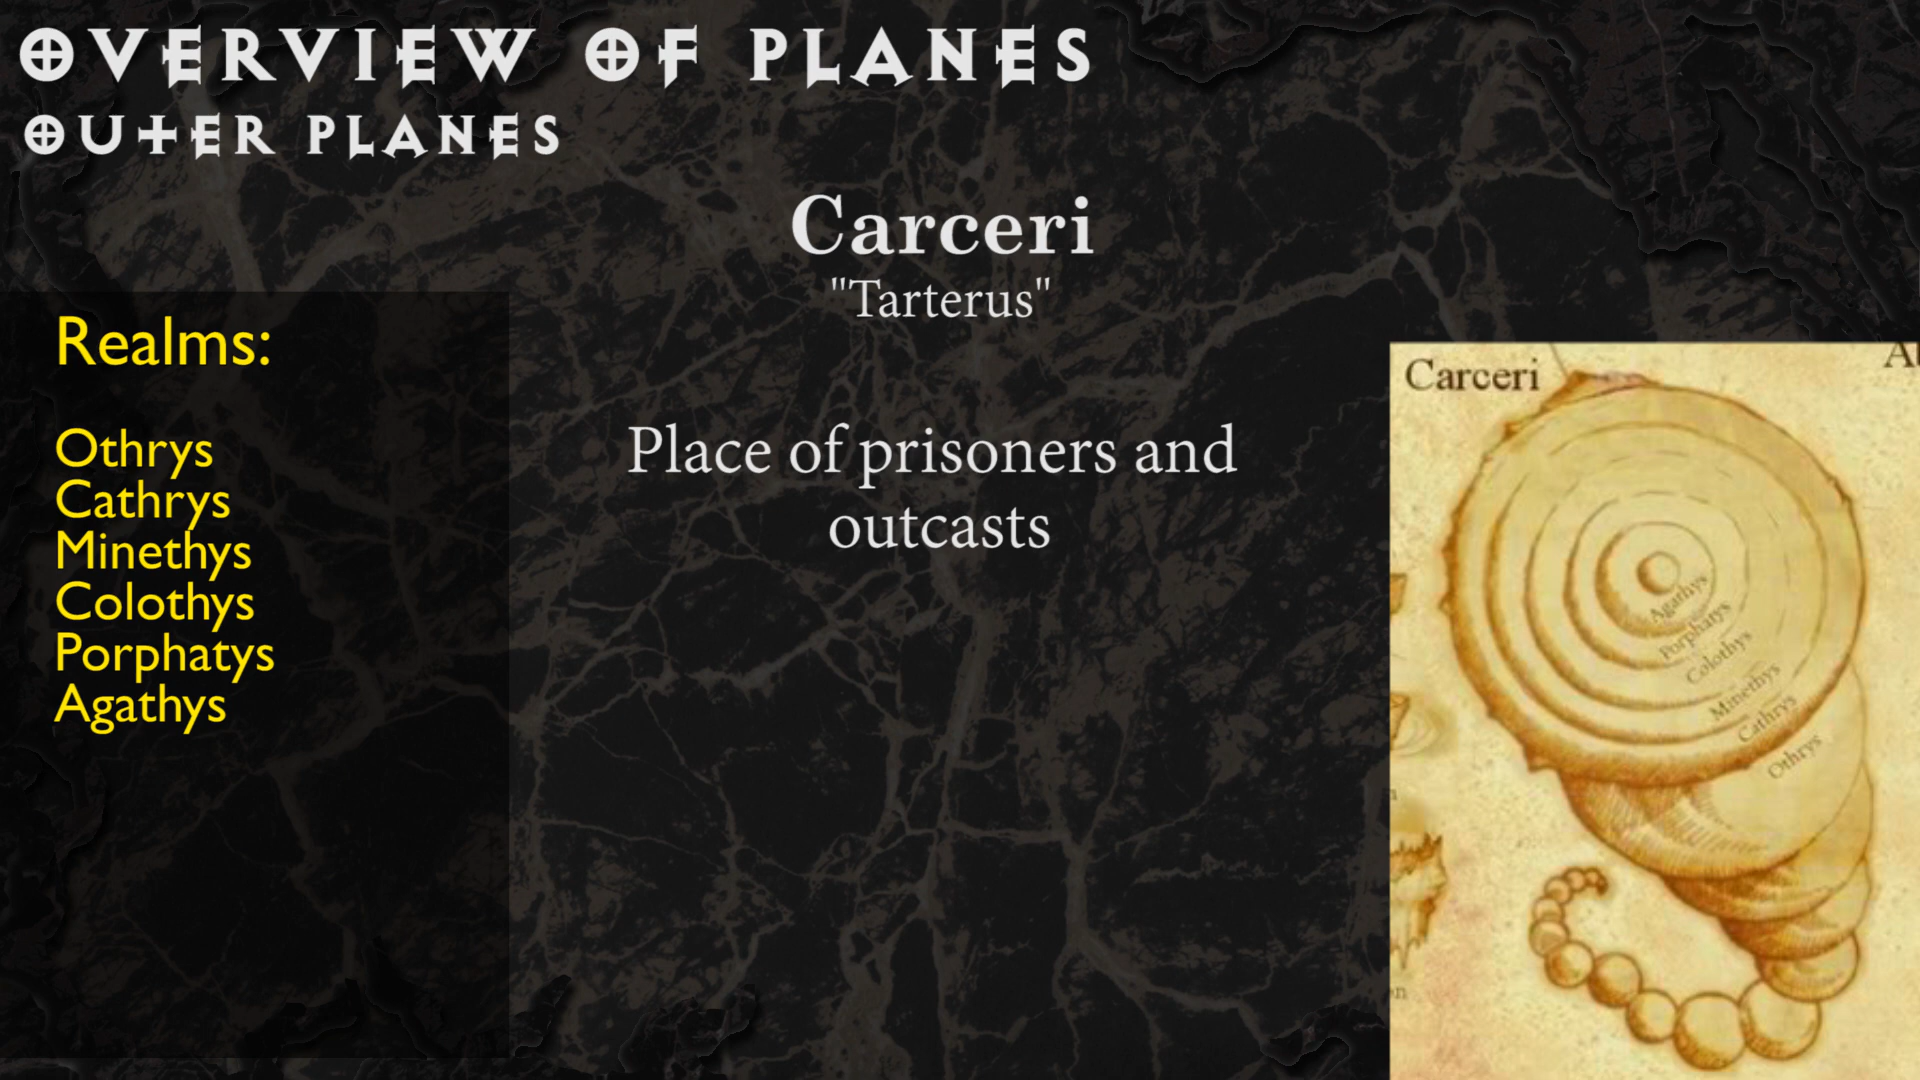 OVERVIEW OF PLANES
OUTER PLANES
Carceri
"Tarterus"
Realms:
Othrys
Cathrys
Minethys
Colothys
Porphatys
Agathys
Place of prisoners and
outcasts
Carceri
Agathys
Porphatys
Colothys
Minethys
Cathrys
Othrys